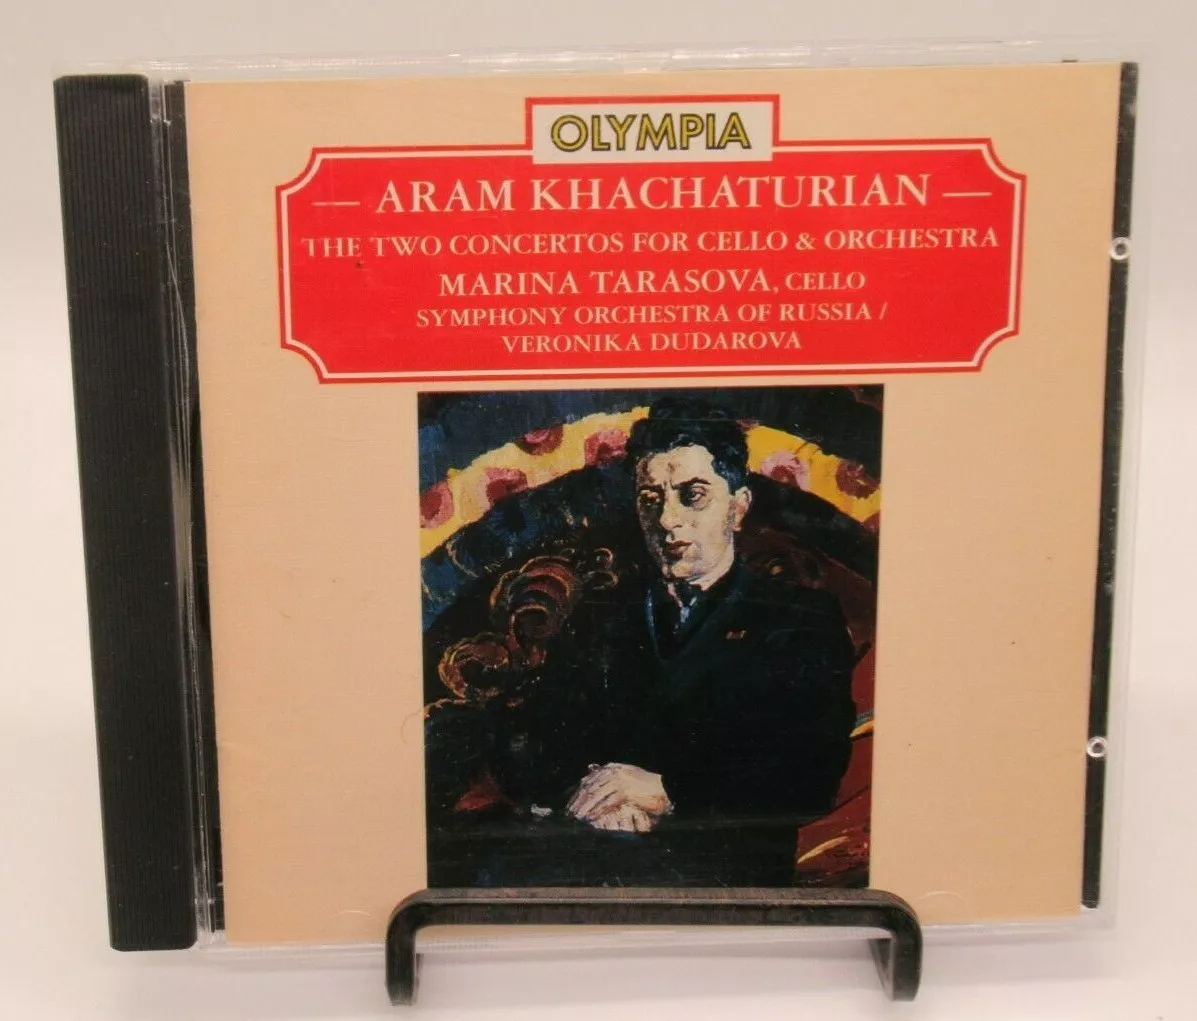 OLYMPIA
— ARAM KHACHATURIAN —
THE TWO CONCERTOS FOR CELLO & ORCHESTRA
MARINA TARASOVA, CELLO
SYMPHONY ORCHESTRA OF RUSSIA /
VERONIKA DUDAROVA